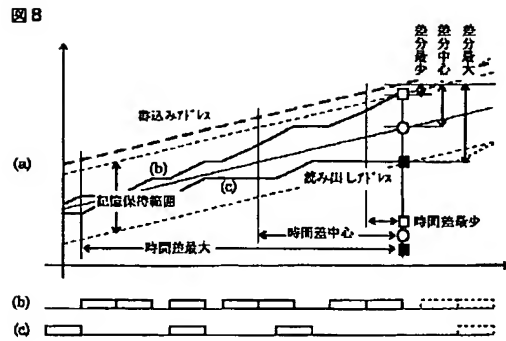 図8
差分最少
差分中心
差分最大
書込みアドレス
(a)
(b)
(c)
読み出しアドレス
記憶保持範囲
時間差最少
時間差中心
時間差最大
(b)
(c)